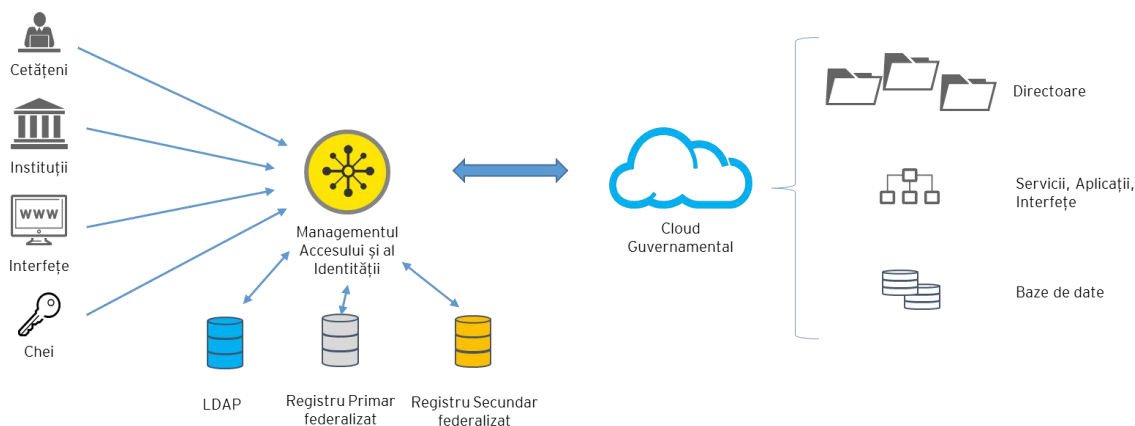 Cetățeni
Instituții
WWW
Interfețe
Chei
Managementul
Accesului și al
Identității
LDAP
Registru Primar
federalizat
Registru Secundar
federalizat
Cloud
Guvernamental
Directoare
Servicii, Aplicații,
Interfețe
Baze de date